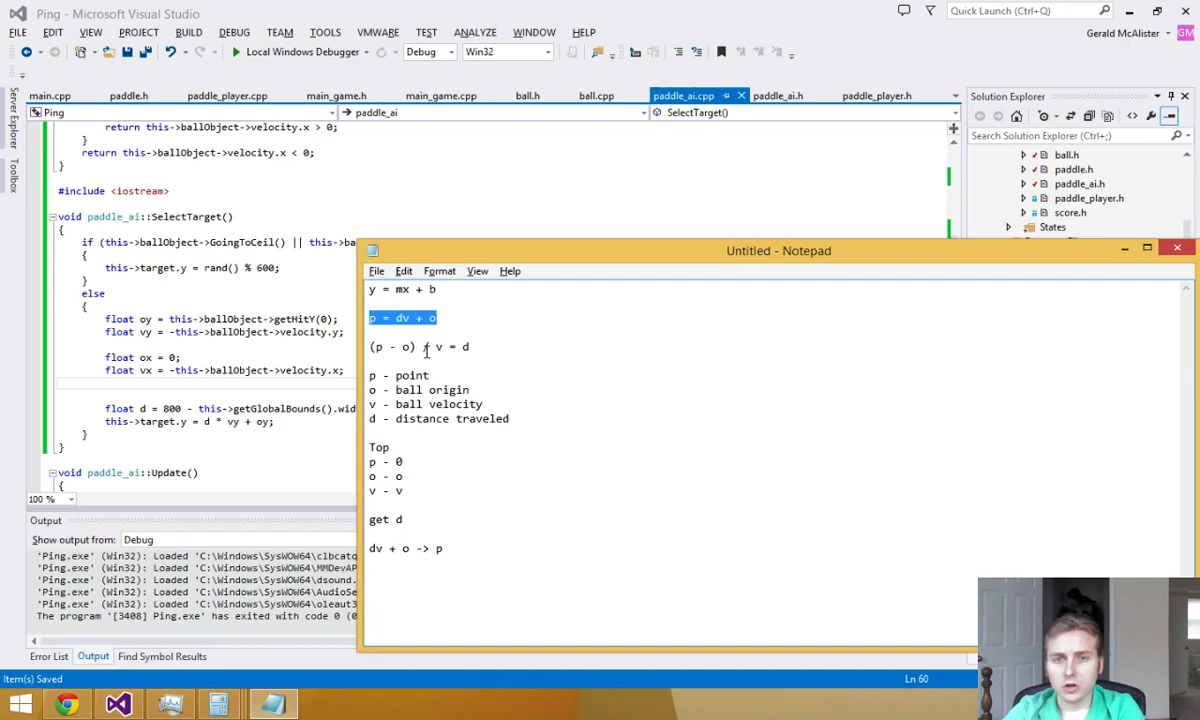 Ping - Microsoft Visual Studio
Quick Launch (Ctrl+;)
FILE EDIT VIEW PROJECT BUILD DEBUG TEAM TOOLS VMWARE TEST ANALYZE WINDOW HELP
Gerald McAlister GM
Local Windows Debugger Debug Win32
main.cpp paddle.h paddle_player.cpp main_game.h main_game.cpp ball.h ball.cpp paddle_ai.cpp paddle_ai.h paddle_player.h
Solution Explorer
Ping paddle_ai SelectTarget()
Server Explorer
Toolbox
Search Solution Explorer (Ctrl+;)
ball.h
paddle.h
paddle_ai.h
paddle_player.h
score.h
States
return this->ballObject->velocity.x > 0;
}
return this->ballObject->velocity.x < 0;
}
#include <iostream>
void paddle_ai::SelectTarget()
{
if (this->ballObject->GoingToCeil() || this->ba
{
this->target.y = rand() % 600;
}
else
{
float oy = this->ballObject->getHitY(0);
float vy = -this->ballObject->velocity.y;
float ox = 0;
float vx = -this->ballObject->velocity.x;
float d = 800 - this->getGlobalBounds().wid
this->target.y = d * vy + oy;
}
}
void paddle_ai::Update()
{
100 %
Untitled - Notepad
File Edit Format View Help
y = mx + b
p = dv + o
(p - o) / v = d
p - point
o - ball origin
v - ball velocity
d - distance traveled
Top
p - 0
o - o
v - v
get d
dv + o -> p
Output
Show output from: Debug
'Ping.exe' (Win32): Loaded 'C:\Windows\SysWOW64\clbcatq
'Ping.exe' (Win32): Loaded 'C:\Windows\SysWOW64\MMDevAP
'Ping.exe' (Win32): Loaded 'C:\Windows\SysWOW64\dsound.
'Ping.exe' (Win32): Loaded 'C:\Windows\SysWOW64\AudioSe
'Ping.exe' (Win32): Loaded 'C:\Windows\SysWOW64\oleaut3
The program '[3408] Ping.exe' has exited with code 0 (0
Error List Output Find Symbol Results
Item(s) Saved
Ln 60